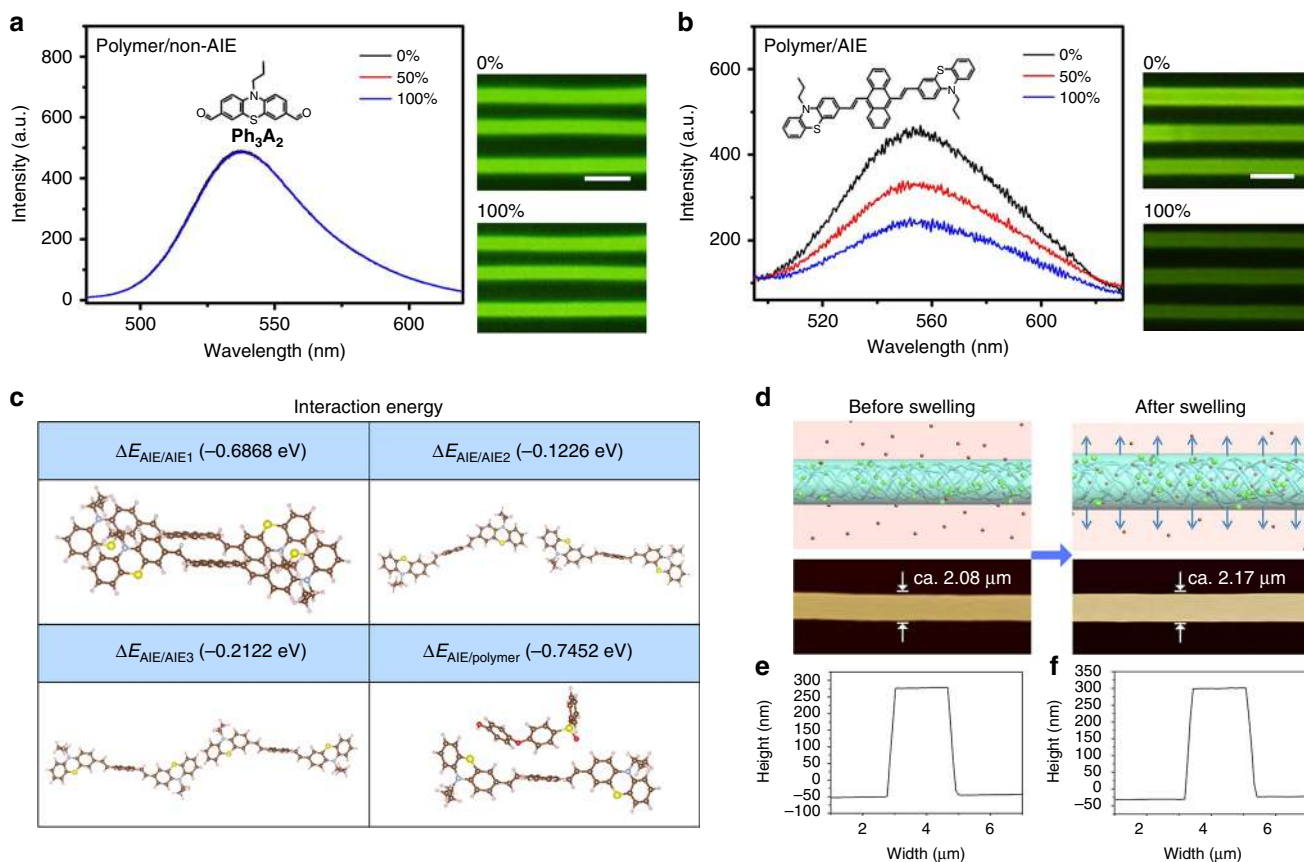 a
Polymer/non-AIE
0%
50%
100%
N
S
O
O
Ph3A2
800
600
400
200
0
Intensity (a.u.)
500 550 600
Wavelength (nm)
0%
100%
b
Polymer/AIE
0%
50%
100%
N
S
S
N
600
400
200
Intensity (a.u.)
520 560 600
Wavelength (nm)
0%
100%
c
Interaction energy
ΔEAIE/AIE1 (−0.6868 eV)
ΔEAIE/AIE2 (−0.1226 eV)
ΔEAIE/AIE3 (−0.2122 eV)
ΔEAIE/polymer (−0.7452 eV)
d
Before swelling
After swelling
ca. 2.08 μm
ca. 2.17 μm
e
300
250
200
150
100
50
0
−50
−100
Height (nm)
2 4 6
Width (μm)
f
350
300
250
200
150
100
50
0
−50
Height (nm)
2 4 6
Width (μm)